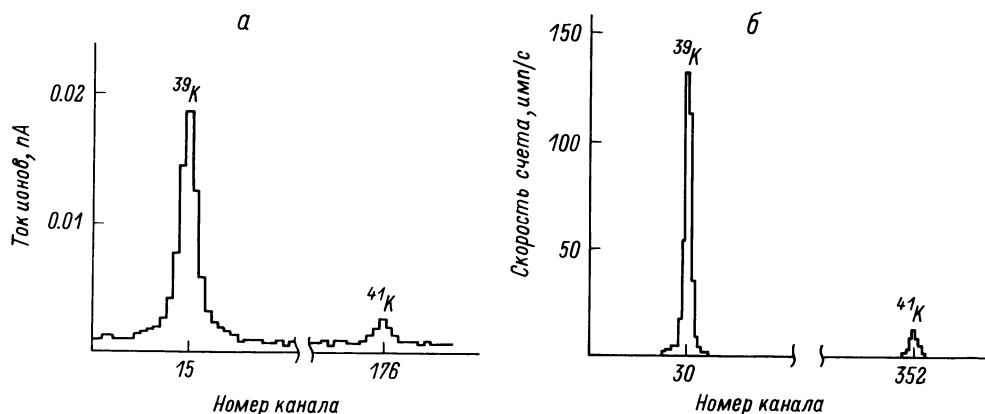 а
Ток ионов, пА
0.02
0.01
³⁹K
⁴¹K
15
176
Номер канала
б
Скорость счета, имп/с
150
100
50
³⁹K
⁴¹K
30
352
Номер канала